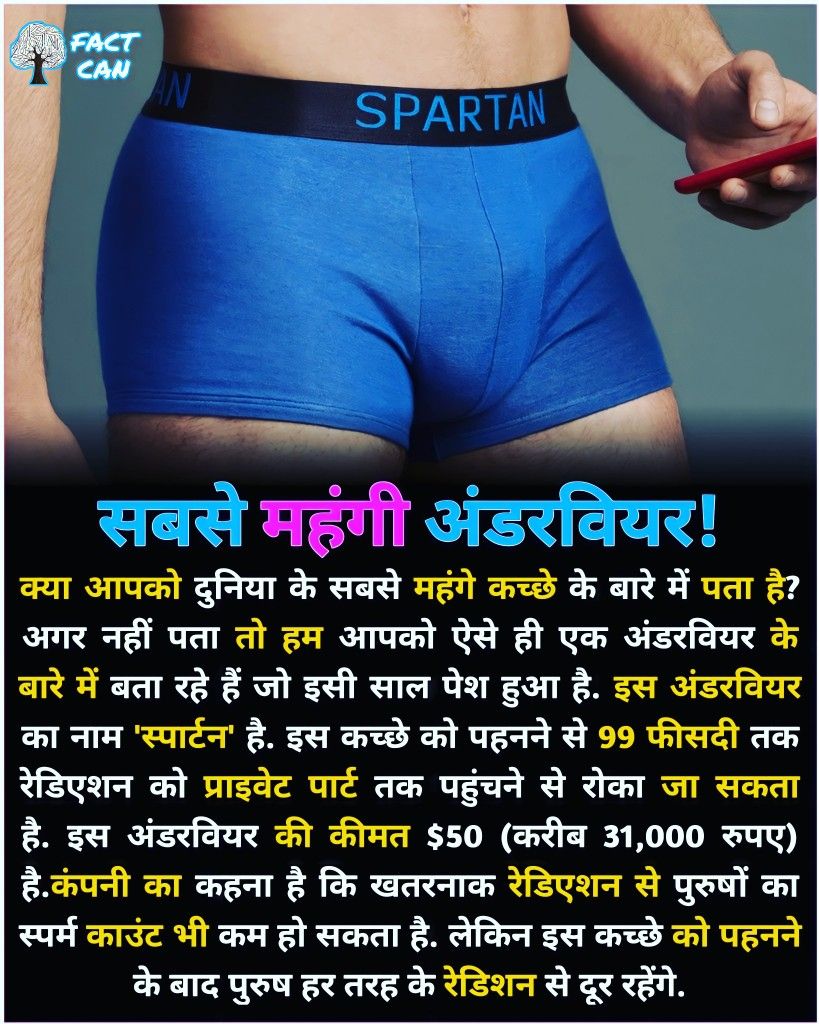 FACT
CAN
AN
SPARTAN
सबसे महंगी अंडरवियर!
क्या आपको दुनिया के सबसे महंगे कच्छे के बारे में पता है?
अगर नहीं पता तो हम आपको ऐसे ही एक अंडरवियर के
बारे में बता रहे हैं जो इसी साल पेश हुआ है. इस अंडरवियर
का नाम 'स्पार्टन' है. इस कच्छे को पहनने से 99 फीसदी तक
रेडिएशन को प्राइवेट पार्ट तक पहुंचने से रोका जा सकता
है. इस अंडरवियर की कीमत $50 (करीब 31,000 रुपए)
है.कंपनी का कहना है कि खतरनाक रेडिएशन से पुरुषों का
स्पर्म काउंट भी कम हो सकता है. लेकिन इस कच्छे को पहनने
के बाद पुरुष हर तरह के रेडिशन से दूर रहेंगे.